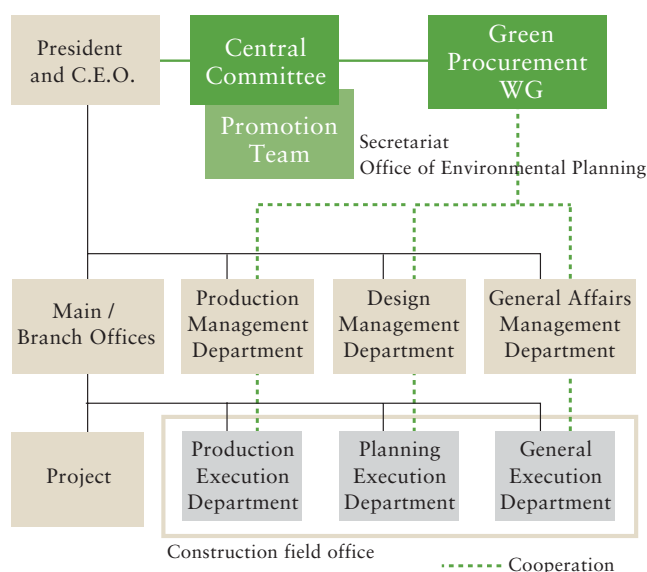 President
and C.E.O.
Central
Committee
Green
Procurement
WG
Promotion
Team
Secretariat
Office of Environmental Planning
Main /
Branch Offices
Production
Management
Department
Design
Management
Department
General Affairs
Management
Department
Project
Production
Execution
Department
Planning
Execution
Department
General
Execution
Department
Construction field office
Cooperation